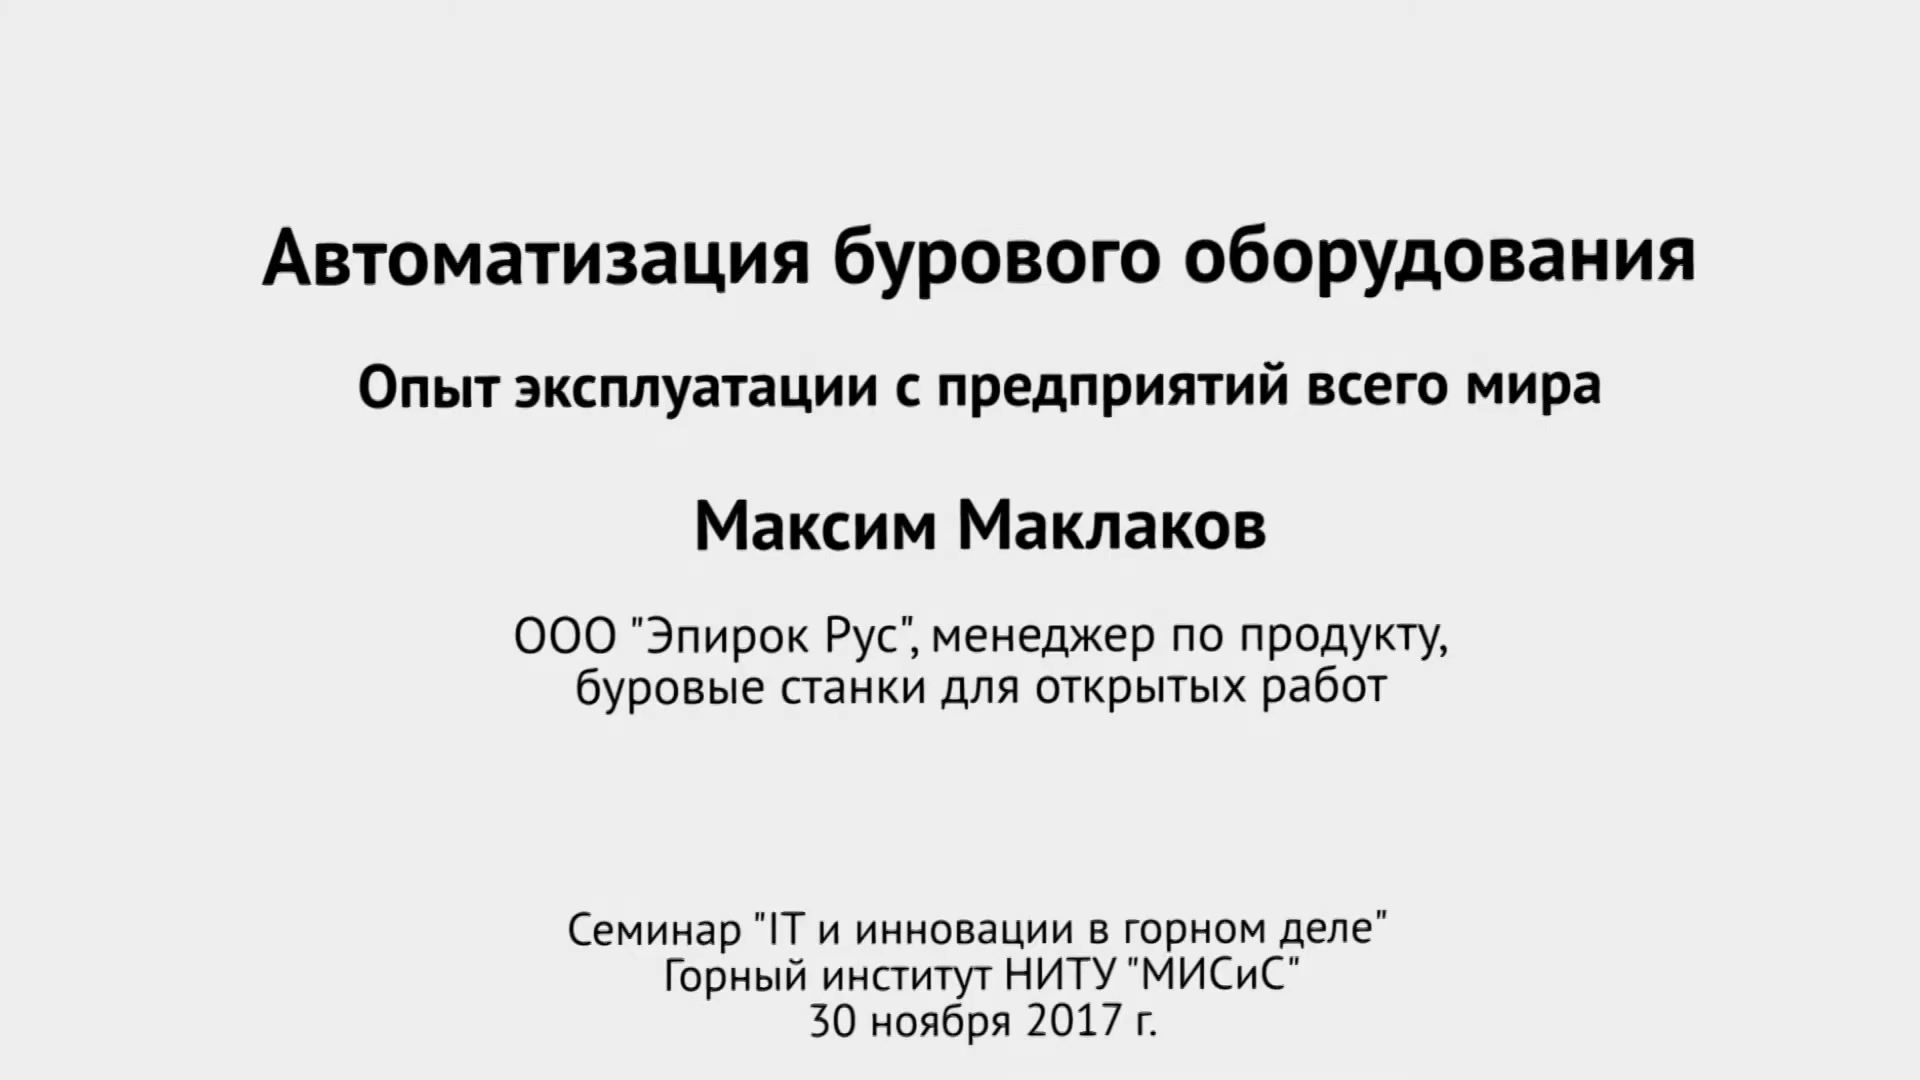 Автоматизация бурового оборудования
Опыт эксплуатации с предприятий всего мира
Максим Маклаков
ООО "Эпирок Рус", менеджер по продукту,
буровые станки для открытых работ
Семинар "IT и инновации в горном деле"
Горный институт НИТУ "МИСиС"
30 ноября 2017 г.